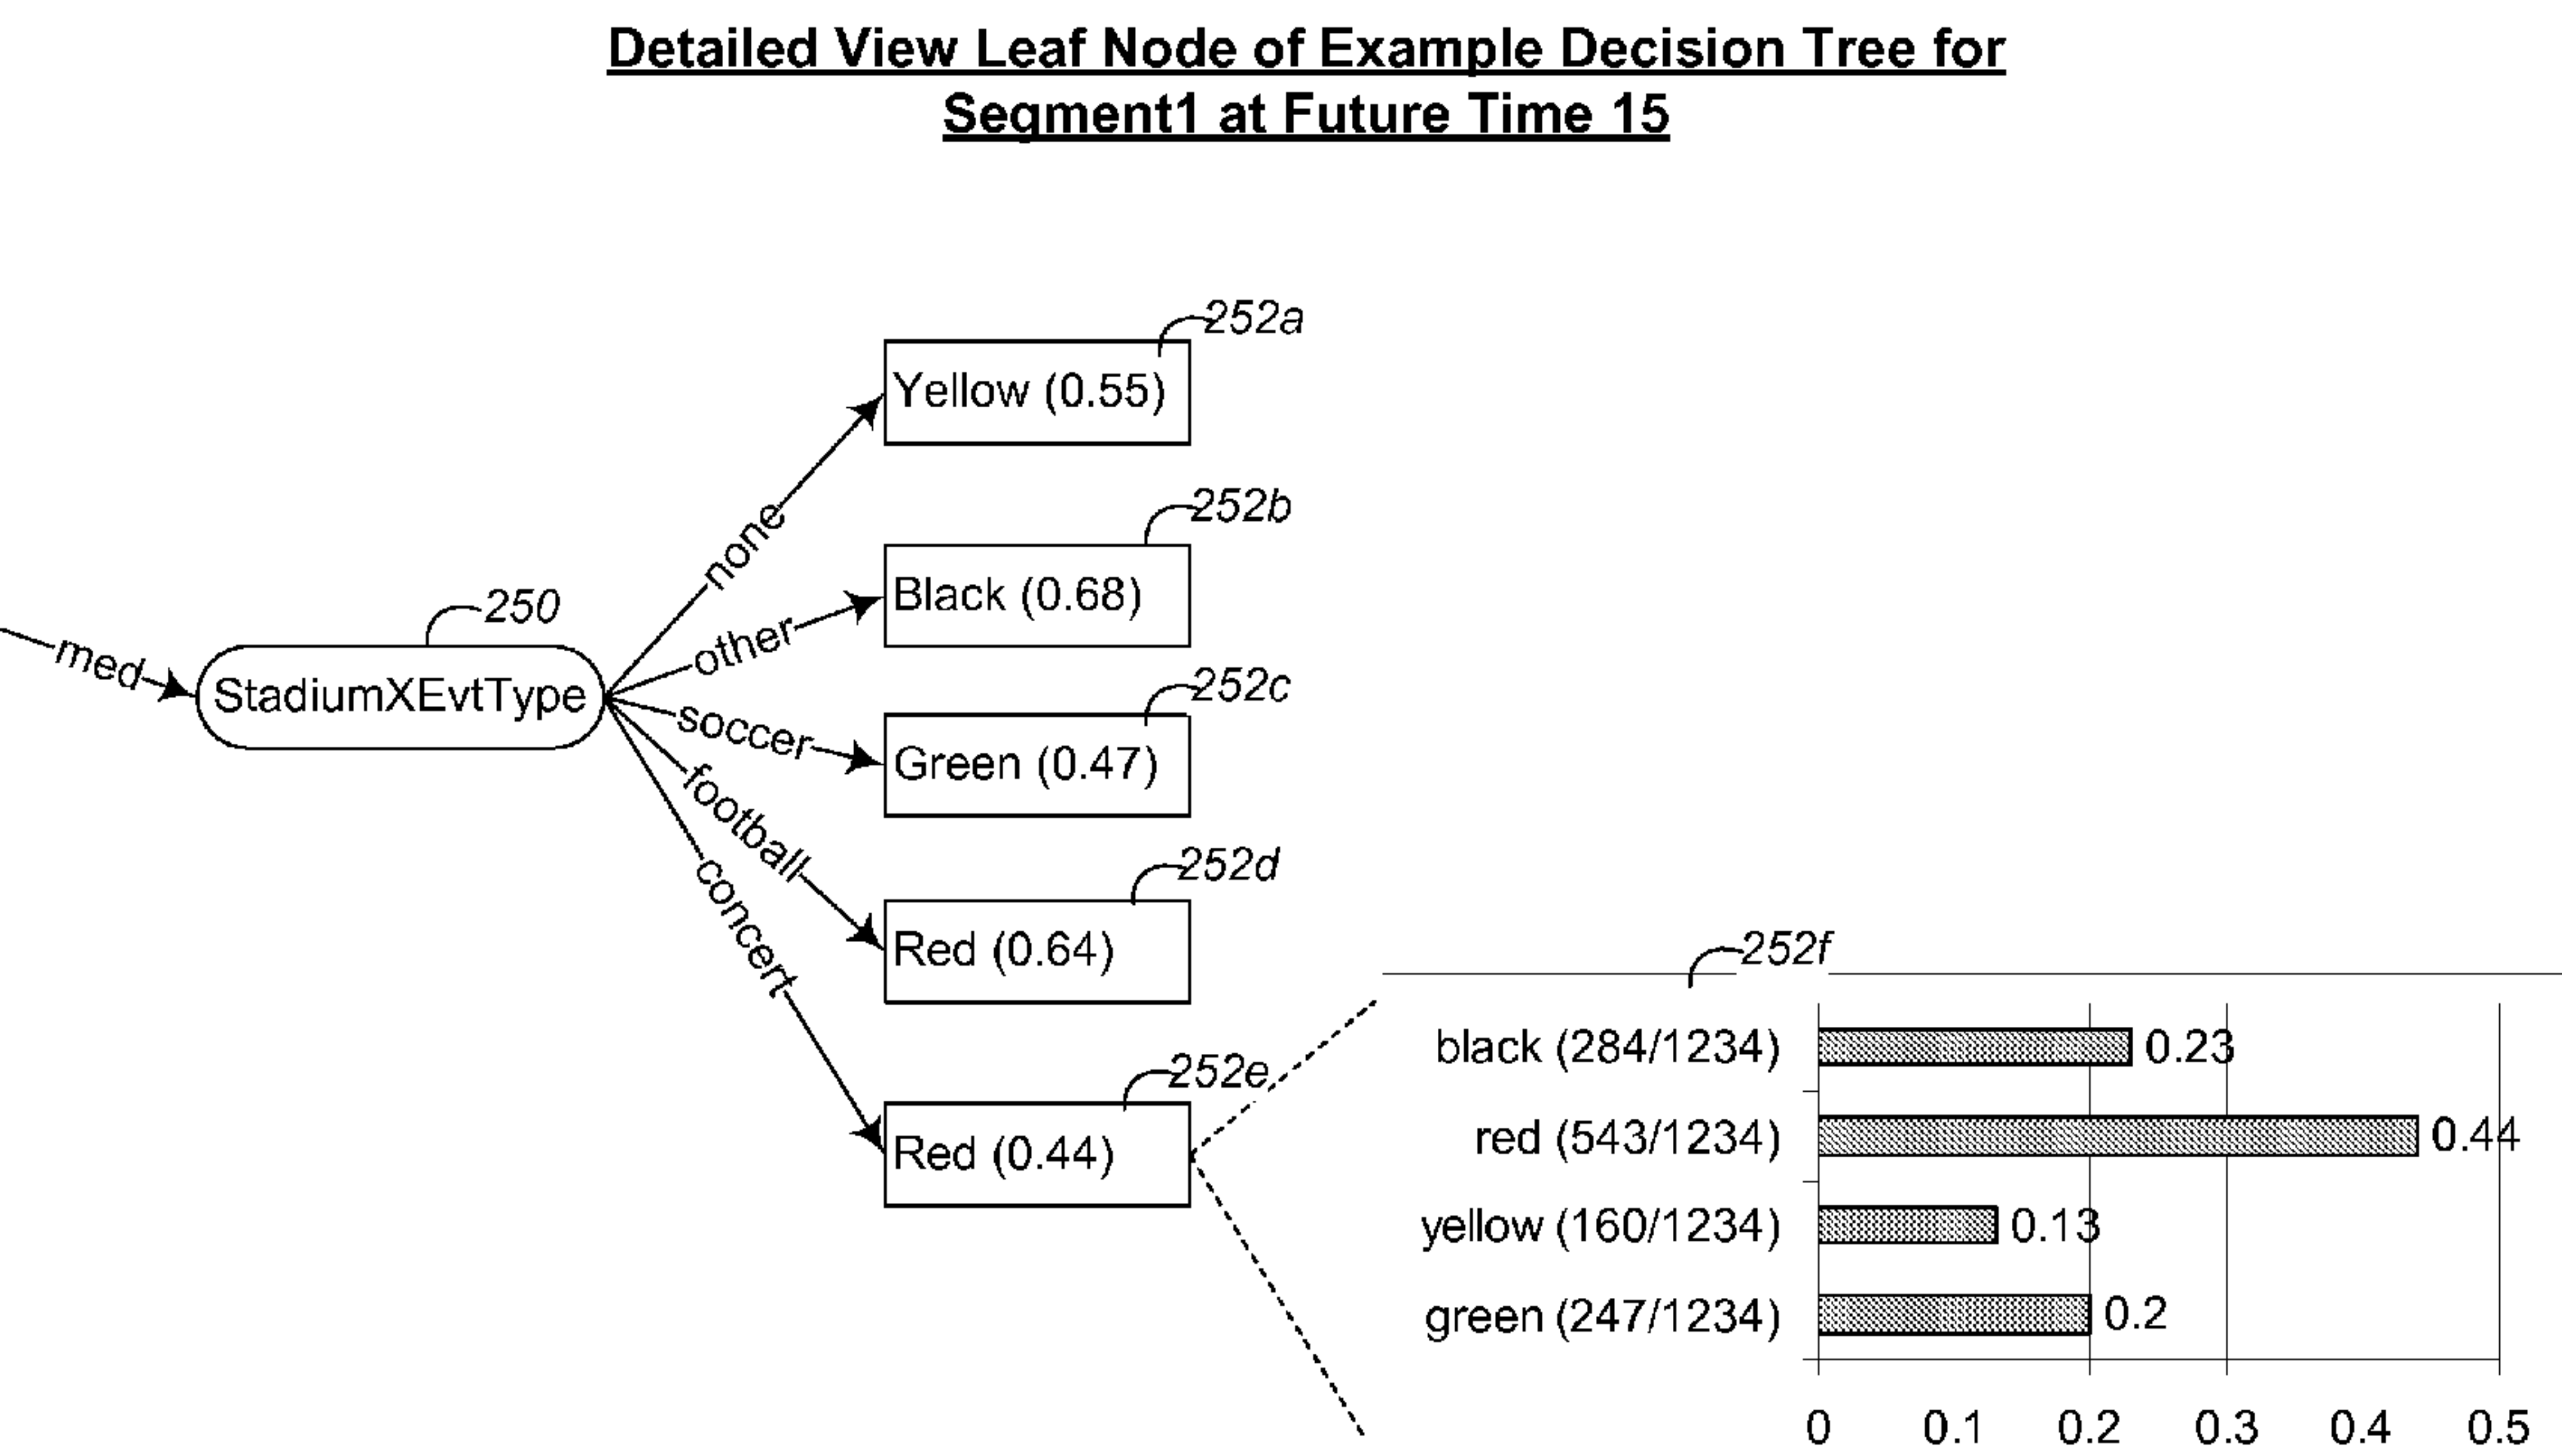 Detailed View Leaf Node of Example Decision Tree for
Segment1 at Future Time 15
252a
Yellow (0.55)
none
252b
Black (0.68)
other
250
med
StadiumXEvtType
252c
soccer
Green (0.47)
football
252d
Red (0.64)
concert
252e
Red (0.44)
252f
black (284/1234)
0.23
red (543/1234)
0.44
yellow (160/1234)
0.13
green (247/1234)
0.2
0 0.1 0.2 0.3 0.4 0.5